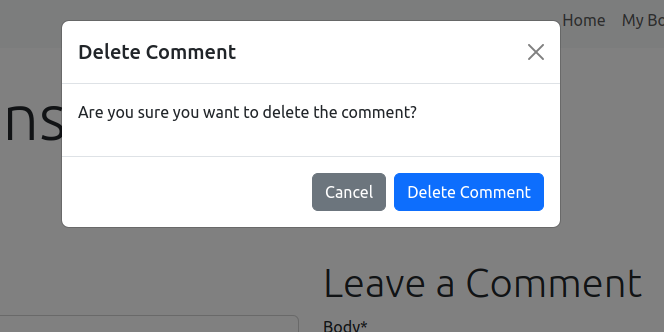 Home My Bo
Delete Comment
ns
Are you sure you want to delete the comment?
Cancel Delete Comment
Leave a Comment
Body*